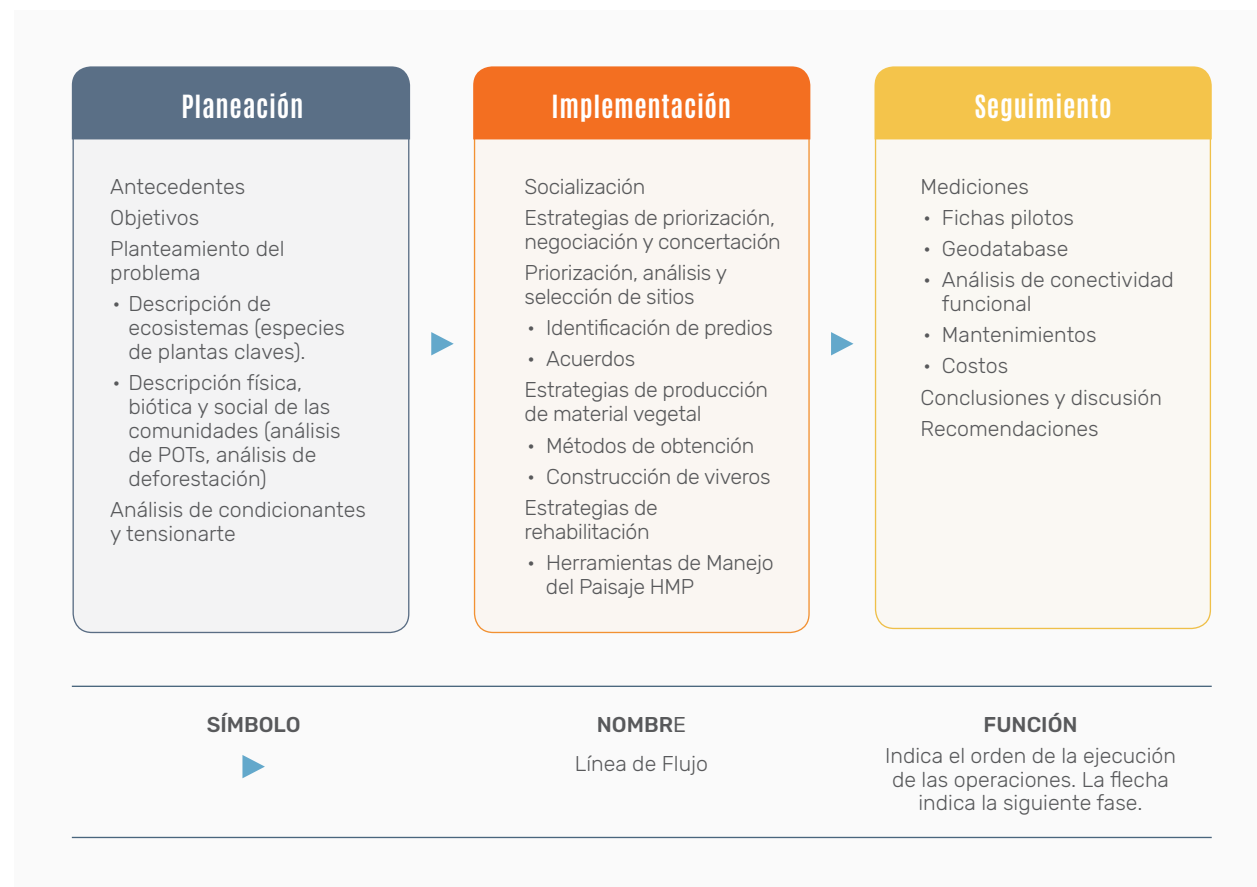 Planeación
Antecedentes
Objetivos
Planteamiento del
problema
• Descripción de
ecosistemas (especies
de plantas claves).
• Descripción física,
biótica y social de las
comunidades (análisis
de POTs, análisis de
deforestación)
Análisis de condicionantes
y tensionarte
Implementación
Socialización
Estrategias de priorización,
negociación y concertación
Priorización, análisis y
selección de sitios
• Identificación de predios
• Acuerdos
Estrategias de producción
de material vegetal
• Métodos de obtención
• Construcción de viveros
Estrategias de
rehabilitación
• Herramientas de Manejo
del Paisaje HMP
Seguimiento
Mediciones
• Fichas pilotos
• Geodatabase
• Análisis de conectividad
funcional
• Mantenimientos
• Costos
Conclusiones y discusión
Recomendaciones
SÍMBOLO
NOMBRE
Línea de Flujo
FUNCIÓN
Indica el orden de la ejecución
de las operaciones. La flecha
indica la siguiente fase.